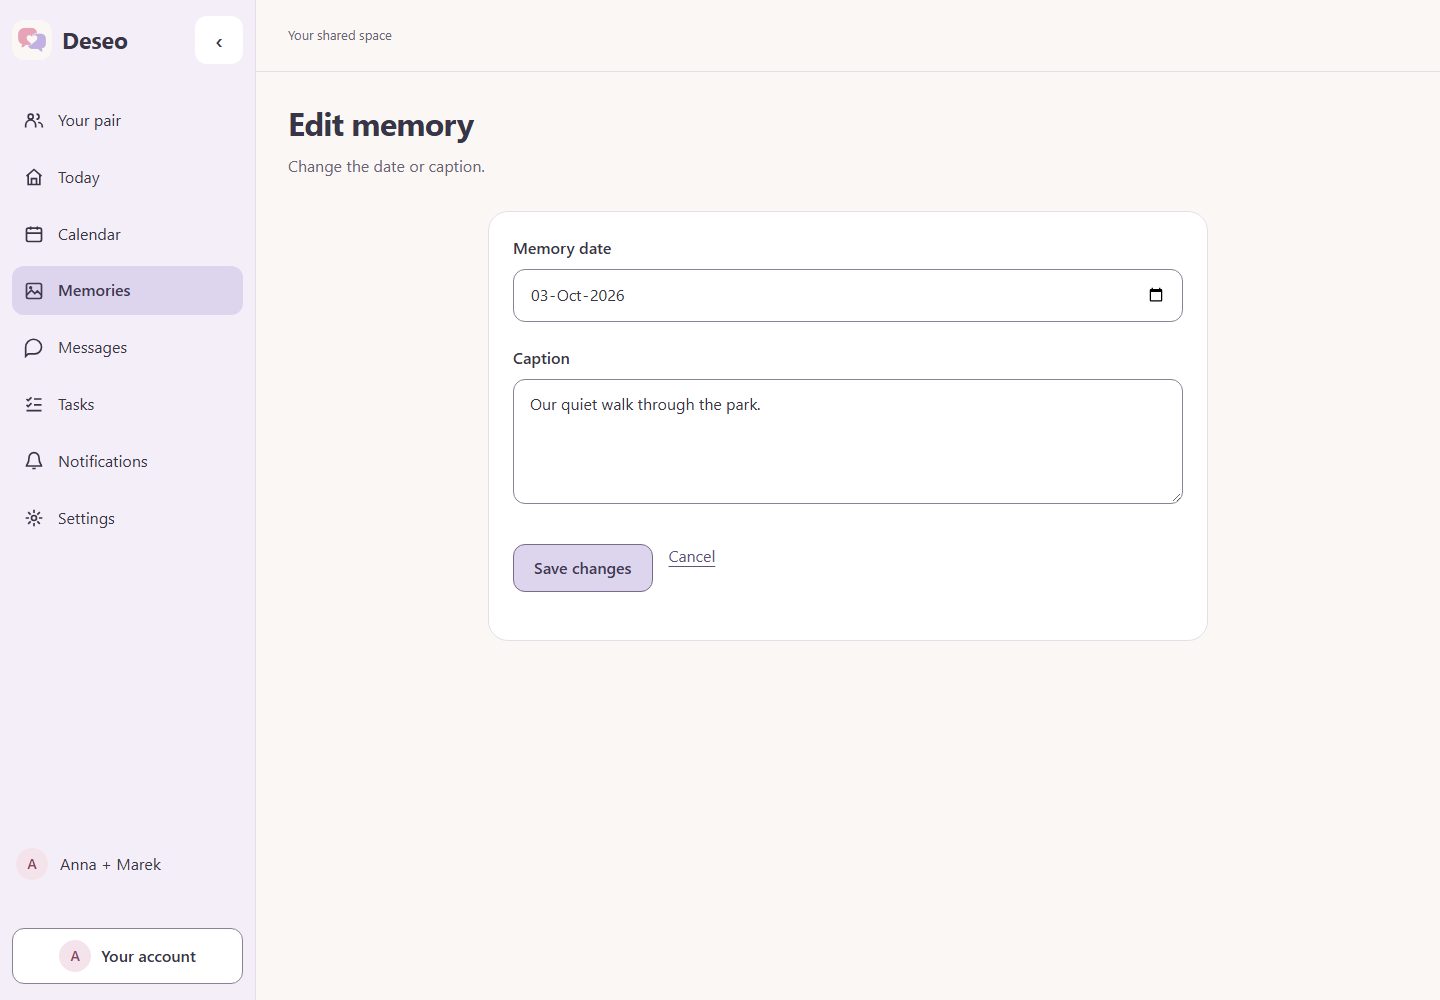 Deseo
‹
Your pair
Today
Calendar
Memories
Messages
Tasks
Notifications
Settings
A Anna + Marek
A Your account
Your shared space
Edit memory
Change the date or caption.
Memory date
03-Oct-2026
Caption
Our quiet walk through the park.
Save changes
Cancel